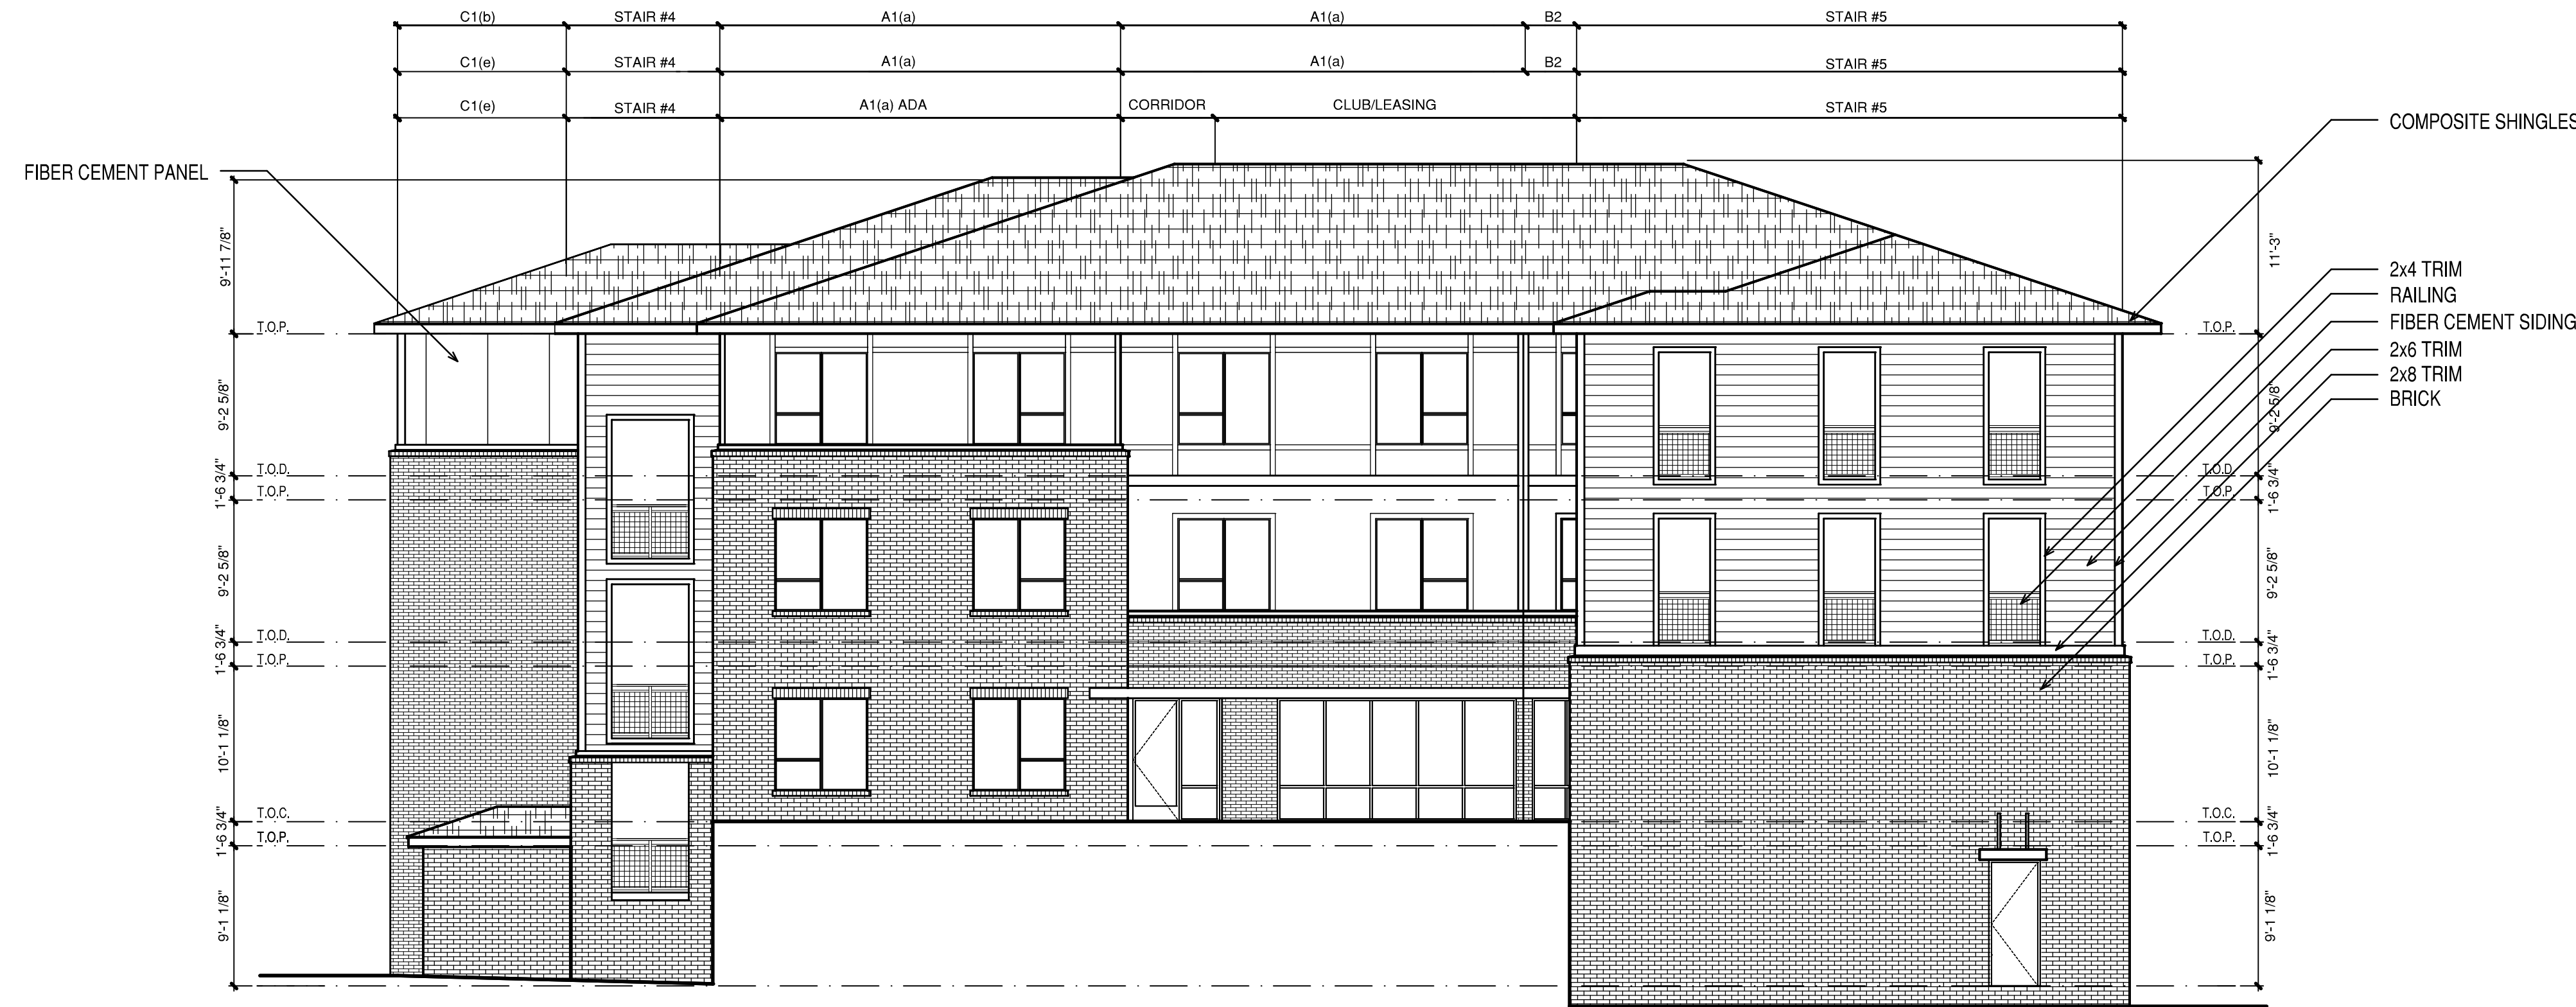 C1(b) STAIR #4 A1(a) A1(a) B2 STAIR #5
C1(e) STAIR #4 A1(a) A1(a) B2 STAIR #5
C1(e) STAIR #4 A1(a) ADA CORRIDOR CLUB/LEASING STAIR #5
FIBER CEMENT PANEL
9'-11 7/8"
T.O.P.
9'-2 5/8"
T.O.D.
1'-6 3/4"
T.O.P.
9'-2 5/8"
T.O.D.
1'-6 3/4"
T.O.P.
10'-1 1/8"
T.O.C.
1'-6 3/4"
T.O.P.
9'-1 1/8"
COMPOSITE SHINGLES
11'-3"
2x4 TRIM
RAILING
FIBER CEMENT SIDING
2x6 TRIM
2x8 TRIM
BRICK
T.O.P.
9'-2 5/8"
T.O.D.
1'-6 3/4"
T.O.P.
9'-2 5/8"
T.O.D.
1'-6 3/4"
T.O.P.
10'-1 1/8"
T.O.C.
1'-6 3/4"
T.O.P.
9'-1 1/8"